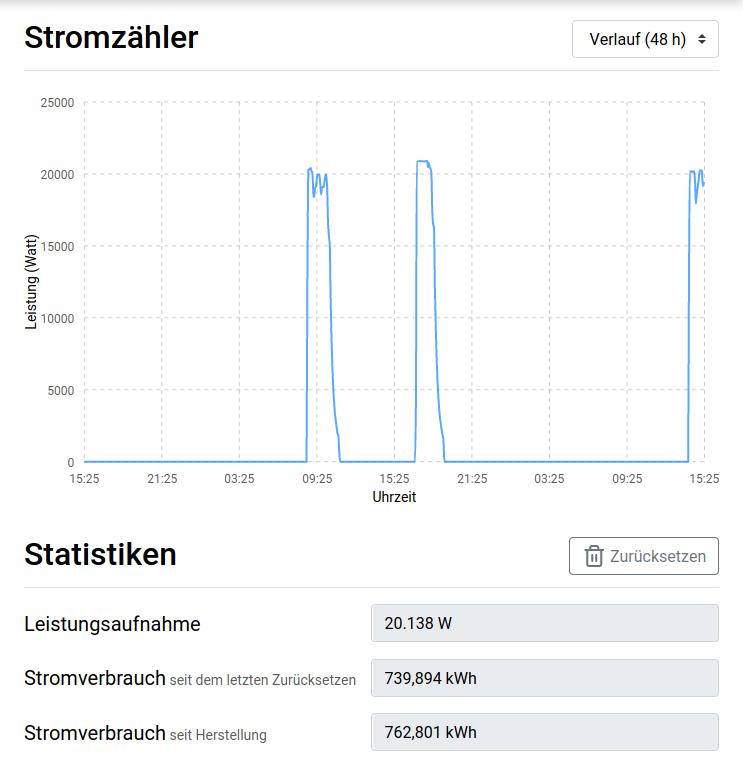 Stromzähler
Verlauf (48 h)
25000
20000
15000
10000
5000
0
Leistung (Watt)
15:25 21:25 03:25 09:25 15:25 21:25 03:25 09:25 15:25
Uhrzeit
Statistiken
Zurücksetzen
Leistungsaufnahme 20.138 W
Stromverbrauch seit dem letzten Zurücksetzen 739,894 kWh
Stromverbrauch seit Herstellung 762,801 kWh